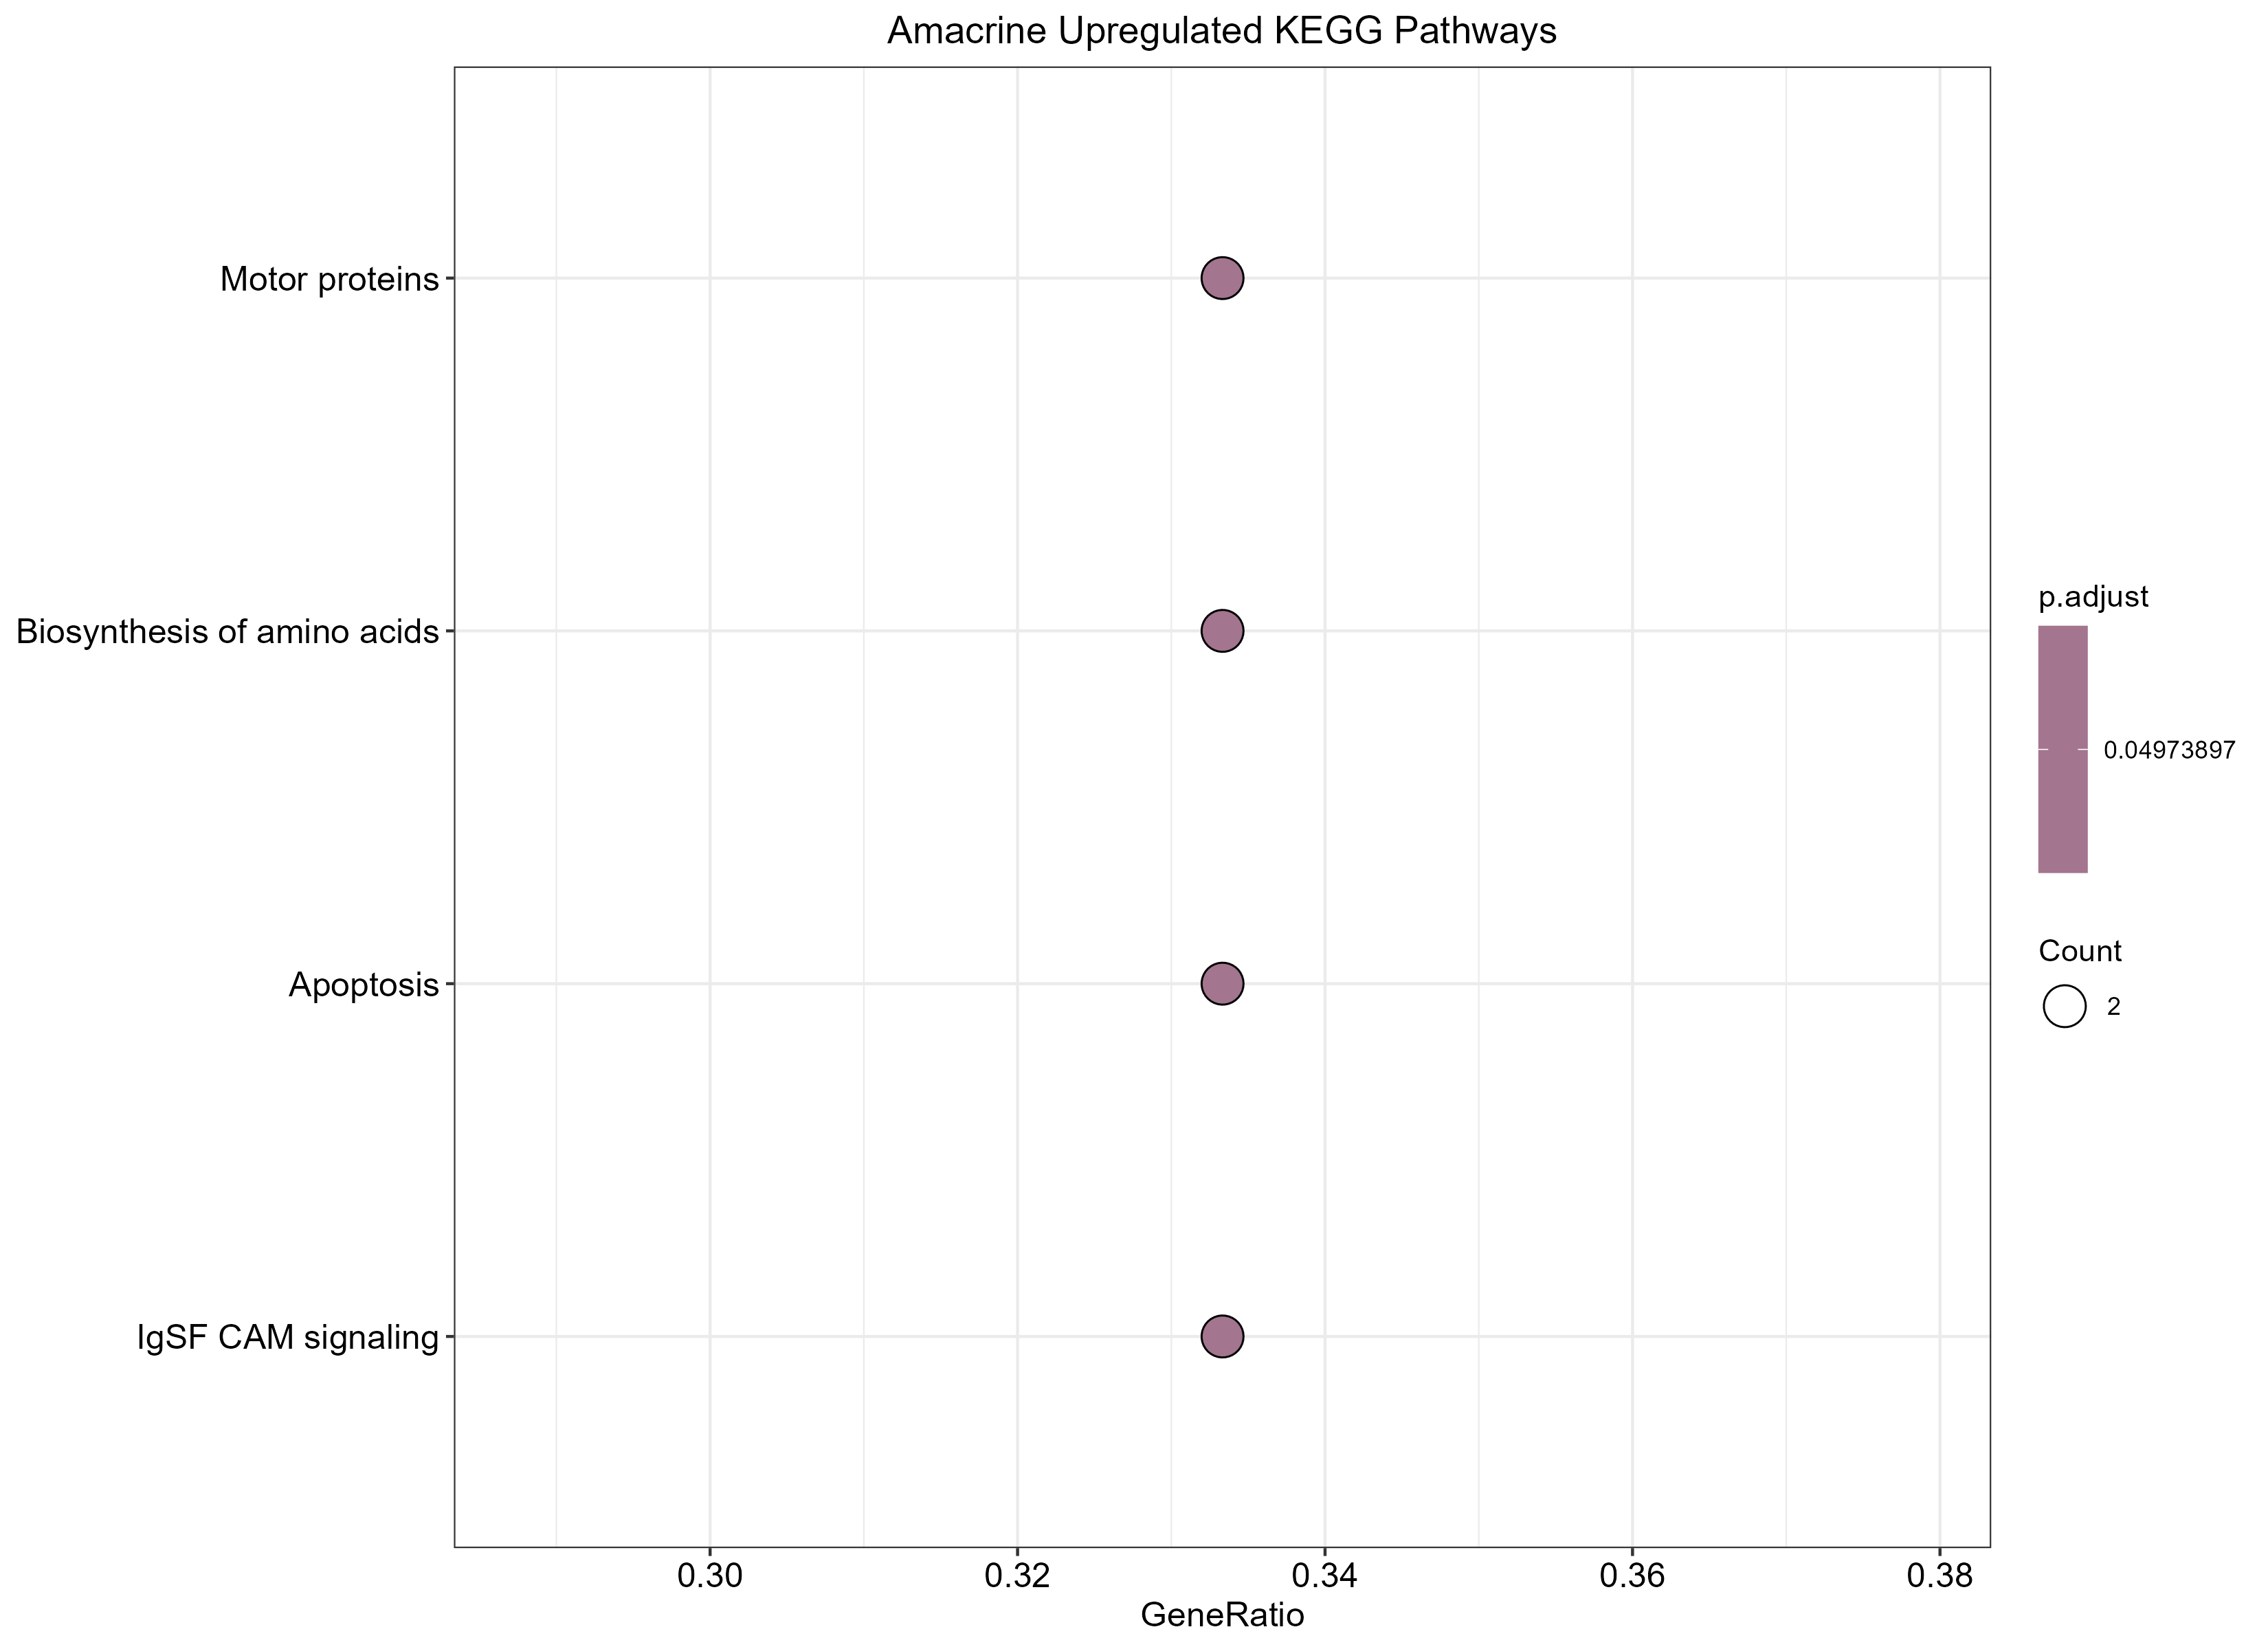 Amacrine Upregulated KEGG Pathways
Motor proteins
Biosynthesis of amino acids
Apoptosis
IgSF CAM signaling
0.30 0.32 0.34 0.36 0.38
GeneRatio
p.adjust
0.04973897
Count
2